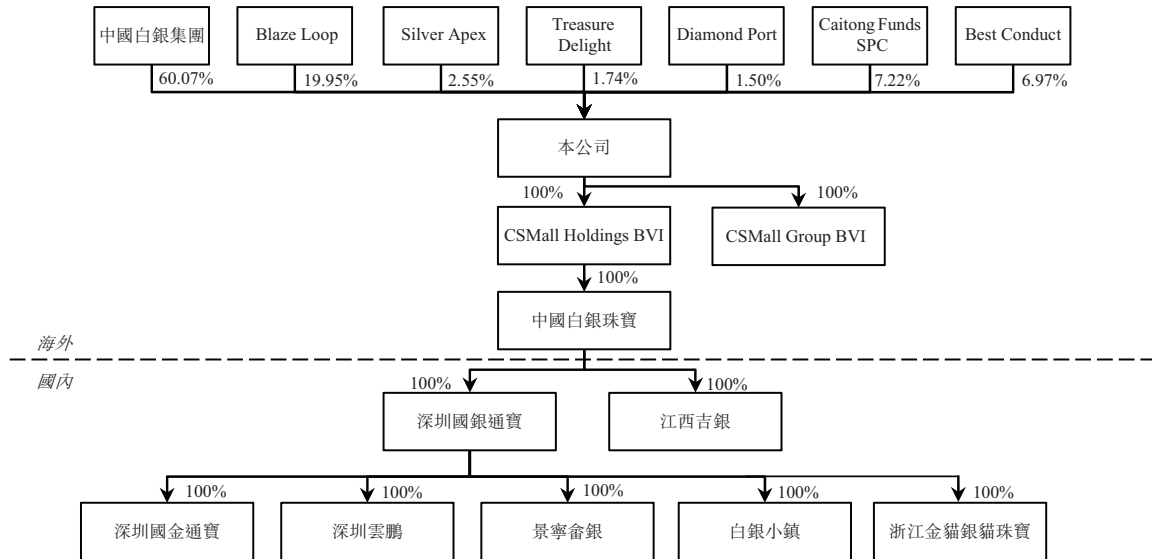 中國白銀集團
Blaze Loop
Silver Apex
Treasure
Delight
Diamond Port
Caitong Funds
SPC
Best Conduct
60.07%
19.95%
2.55%
1.74%
1.50%
7.22%
6.97%
本公司
100%
100%
CSMall Holdings BVI
CSMall Group BVI
100%
中國白銀珠寶
海外
國內
100%
100%
深圳國銀通寶
江西吉銀
100%
100%
100%
100%
100%
深圳國金通寶
深圳雲鵬
景寧畲銀
白銀小鎮
浙江金貓銀貓珠寶